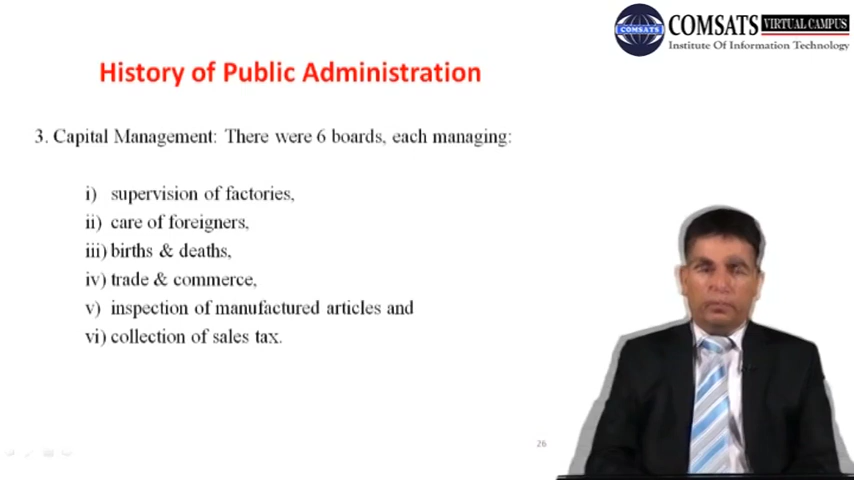 COMSATS VIRTUAL CAMPUS
COMSATS
Institute Of Information Technology
History of Public Administration
3. Capital Management: There were 6 boards, each managing:
i) supervision of factories,
ii) care of foreigners,
iii) births & deaths,
iv) trade & commerce,
v) inspection of manufactured articles and
vi) collection of sales tax.
26